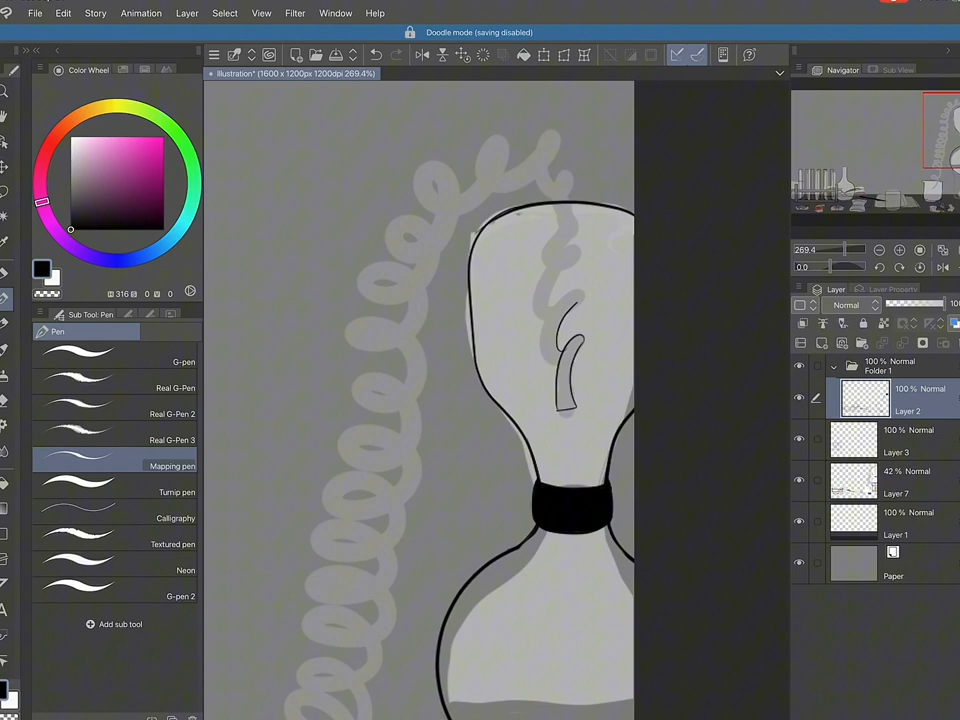 File Edit Story Animation Layer Select View Filter Window Help
Doodle mode (saving disabled)
Color Wheel
Illustration* (1600 x 1200px 1200dpi 269.4%)
Navigator Sub View
269.4
0.0
H 316 S 0 V 0
Sub Tool: Pen
Pen
G-pen
Real G-Pen
Real G-Pen 2
Real G-Pen 3
Mapping pen
Turnip pen
Calligraphy
Textured pen
Neon
G-pen 2
Add sub tool
Layer Layer Property
Normal
100 % Normal
Folder 1
100 % Normal
Layer 2
100 % Normal
Layer 3
42 % Normal
Layer 7
100 % Normal
Layer 1
Paper